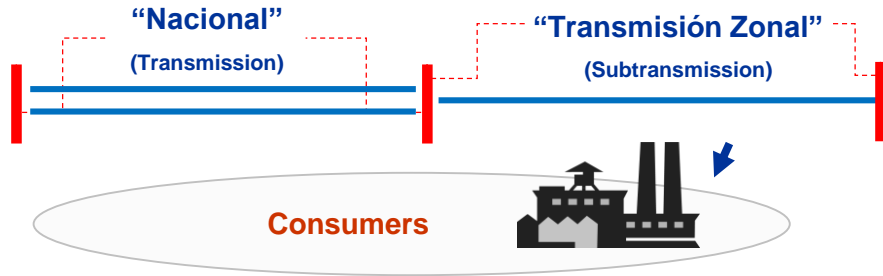 “Nacional”
(Transmission)
“Transmisión Zonal”
(Subtransmission)
Consumers